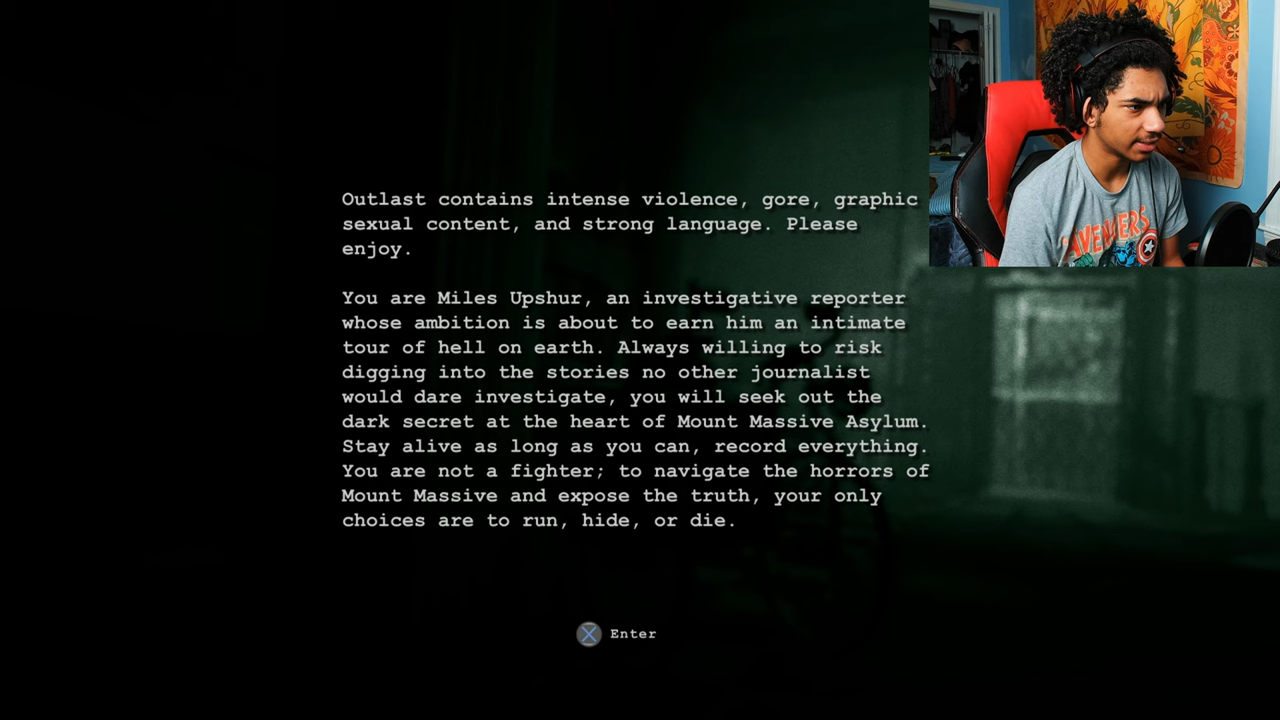 Outlast contains intense violence, gore, graphic
sexual content, and strong language. Please
enjoy.
You are Miles Upshur, an investigative reporter
whose ambition is about to earn him an intimate
tour of hell on earth. Always willing to risk
digging into the stories no other journalist
would dare investigate, you will seek out the
dark secret at the heart of Mount Massive Asylum.
Stay alive as long as you can, record everything.
You are not a fighter; to navigate the horrors of
Mount Massive and expose the truth, your only
choices are to run, hide, or die.
Enter
AVENGERS